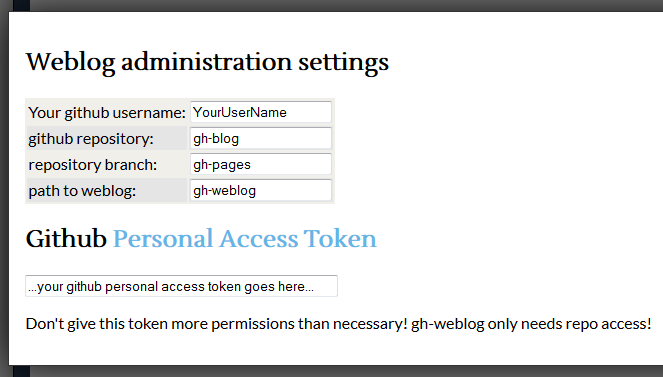 Weblog administration settings
Your github username: YourUserName
github repository: gh-blog
repository branch: gh-pages
path to weblog: gh-weblog
Github Personal Access Token
...your github personal access token goes here...
Don't give this token more permissions than necessary! gh-weblog only needs repo access!